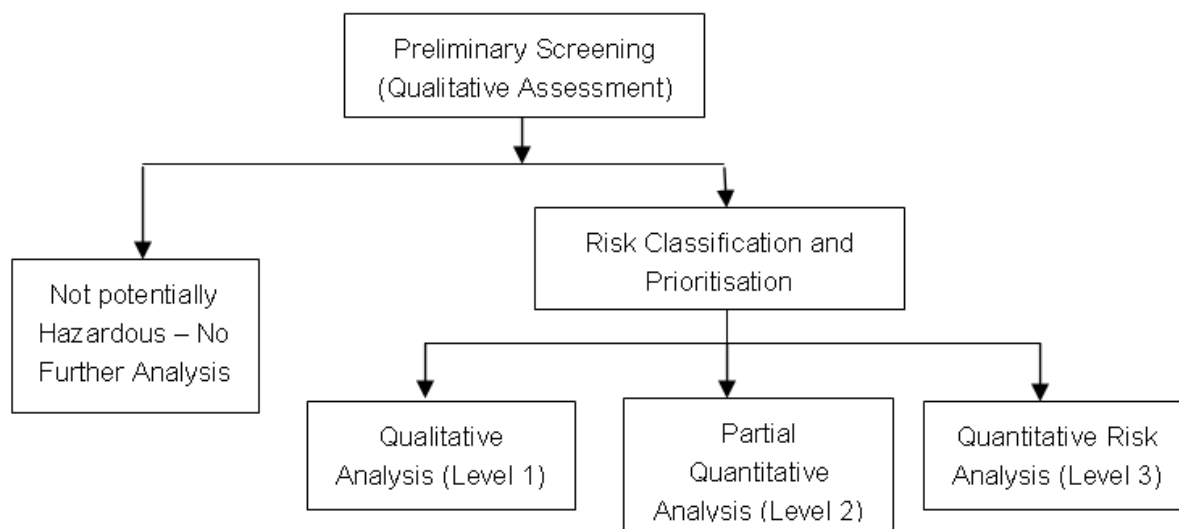 Preliminary Screening
(Qualitative Assessment)
Risk Classification and
Prioritisation
Not potentially
Hazardous – No
Further Analysis
Qualitative
Analysis (Level 1)
Partial
Quantitative
Analysis (Level 2)
Quantitative Risk
Analysis (Level 3)